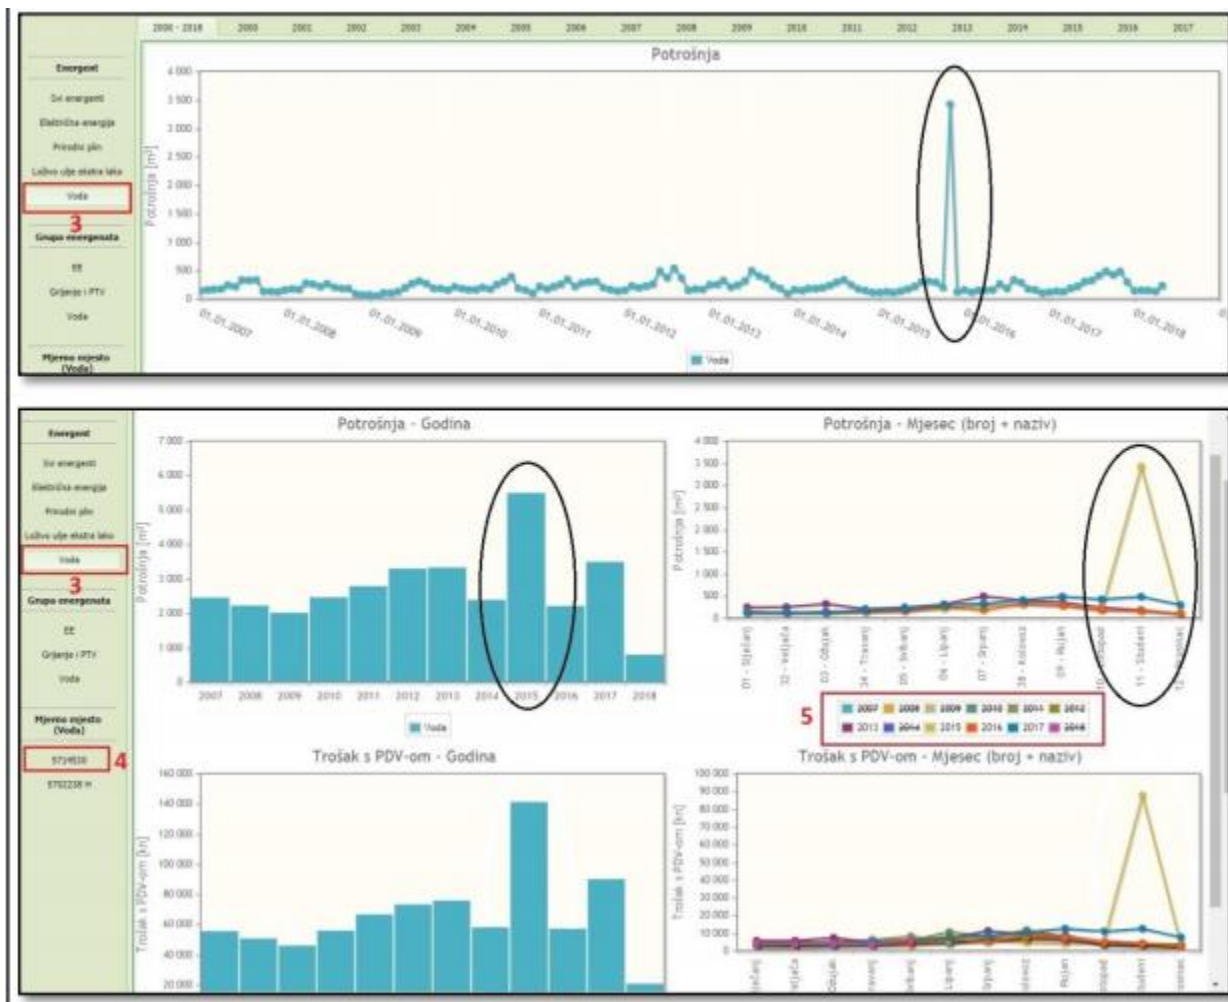 2000 - 2018 2000 2001 2002 2003 2004 2005 2006 2007 2008 2009 2010 2011 2012 2013 2014 2015 2016 2017
Potrošnja
Energent
Svi energenti
Električna energija
Prirodni plin
Loživo ulje ekstra lako
Voda
3
Grupa energenata
EE
Grijanje i PTV
Voda
Mjerno mjesto
(Voda)
Potrošnja [m³]
4 000
3 500
3 000
2 500
2 000
1 500
1 000
500
0
01.01.2007 01.01.2008 01.01.2009 01.01.2010 01.01.2011 01.01.2012 01.01.2013 01.01.2014 01.01.2015 01.01.2016 01.01.2017 01.01.2018
Voda
Energent
Svi energenti
Električna energija
Prirodni plin
Loživo ulje ekstra lako
Voda
3
Grupa energenata
EE
Grijanje i PTV
Voda
Mjerno mjesto
(Voda)
4
Potrošnja - Godina
Potrošnja [m³]
7 000
6 000
5 000
4 000
3 000
2 000
1 000
0
2007 2008 2009 2010 2011 2012 2013 2014 2015 2016 2017 2018
Voda
Potrošnja - Mjesec (broj + naziv)
Potrošnja [m³]
4 000
3 500
3 000
2 500
2 000
1 500
1 000
500
0
01 - Siječanj 02 - Veljača 03 - Ožujak 04 - Travanj 05 - Svibanj 06 - Lipanj 07 - Srpanj 08 - Kolovoz 09 - Rujan 10 - Listopad 11 - Studeni
5
2007 2008 2009 2010 2011 2012
2013 2014 2015 2016 2017 2018
Trošak s PDV-om - Godina
Trošak s PDV-om [kn]
160 000
140 000
120 000
100 000
80 000
60 000
40 000
20 000
Trošak s PDV-om - Mjesec (broj + naziv)
Trošak s PDV-om [kn]
100 000
90 000
80 000
70 000
60 000
50 000
40 000
30 000
20 000
10 000
0